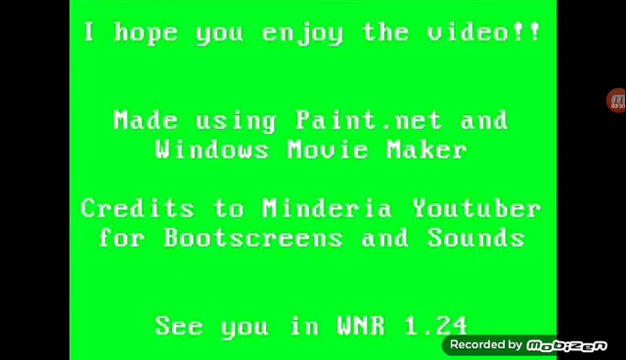 I hope you enjoy the video!!
Made using Paint.net and
Windows Movie Maker
Credits to Minderia Youtuber
for Bootscreens and Sounds
See you in WNR 1.24
Recorded by mobizen